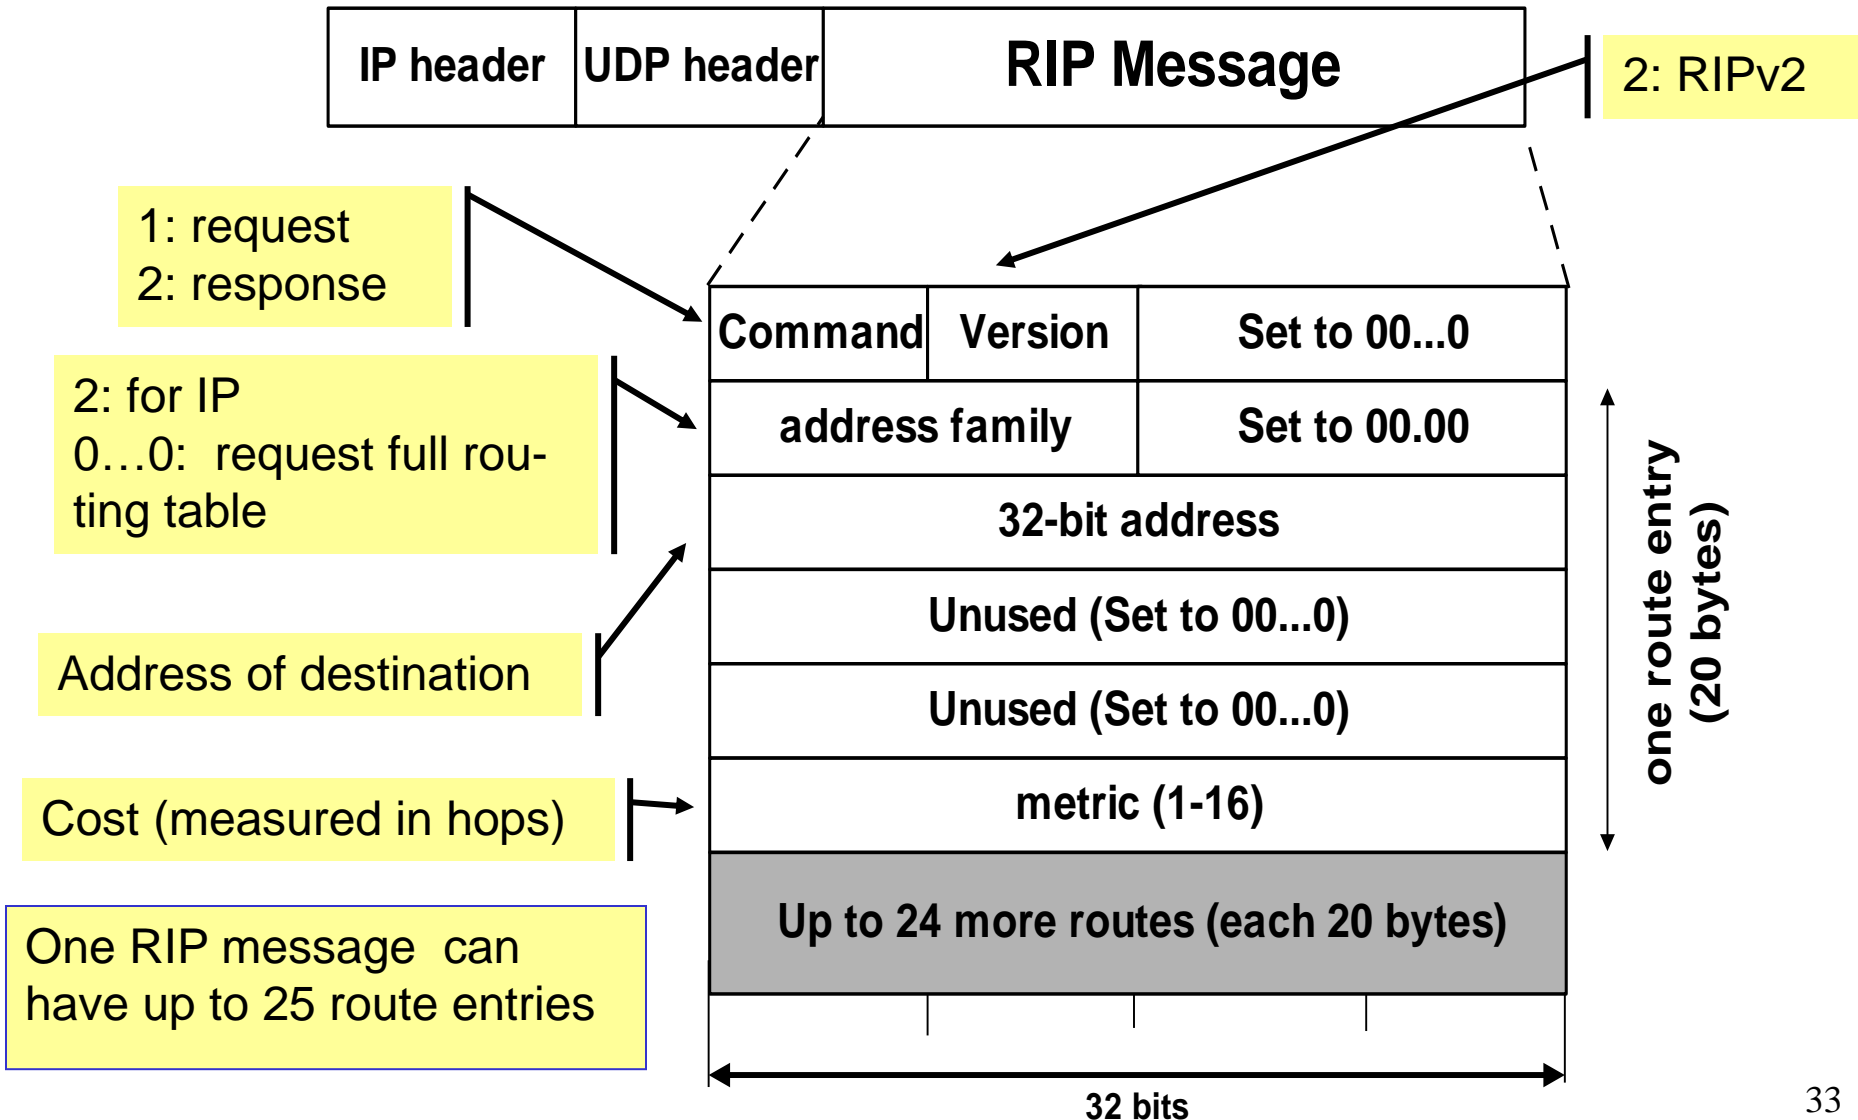 IP header
UDP header
RIP Message
2: RIPv2
1: request
2: response
Command
Version
Set to 00...0
2: for IP
0...0:  request full rou-
ting table
address family
Set to 00.00
32-bit address
Unused (Set to 00...0)
Address of destination
Unused (Set to 00...0)
Cost (measured in hops)
metric (1-16)
one route entry
(20 bytes)
Up to 24 more routes (each 20 bytes)
One RIP message  can
have up to 25 route entries
32 bits
33